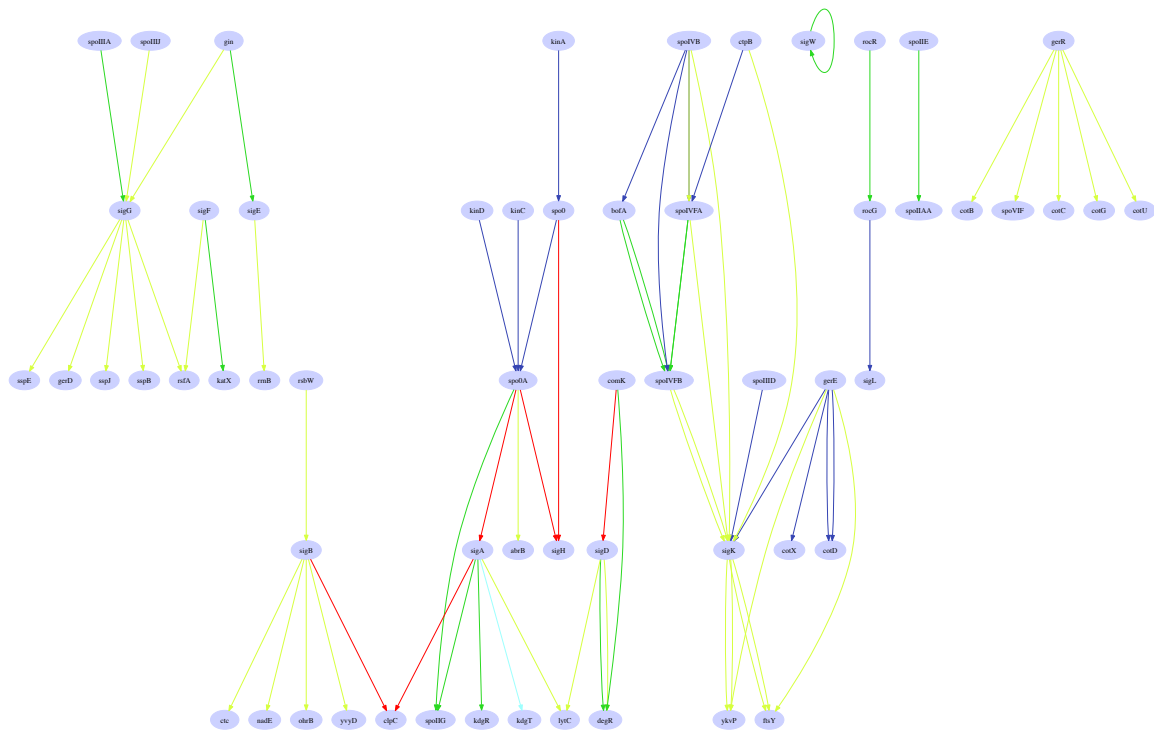 spoIIIA spoIIIJ gin kinA spoIVB ctpB sigW rocR spoIIE gerR
sigG sigF sigE kinD kinC spo0 bofA spoIVFA rocG spoIIAA cotB spoVIF cotC cotG cotU
sspE gerD sspJ sspB rsfA katX rrnB rsbW spo0A comK spoIVFB spoIIID gerE sigL
sigB sigA abrB sigH sigD sigK cotX cotD
ctc nadE ohrB yvyD clpC spoIIG kdgR kdgT lytC degR ykvP ftsY